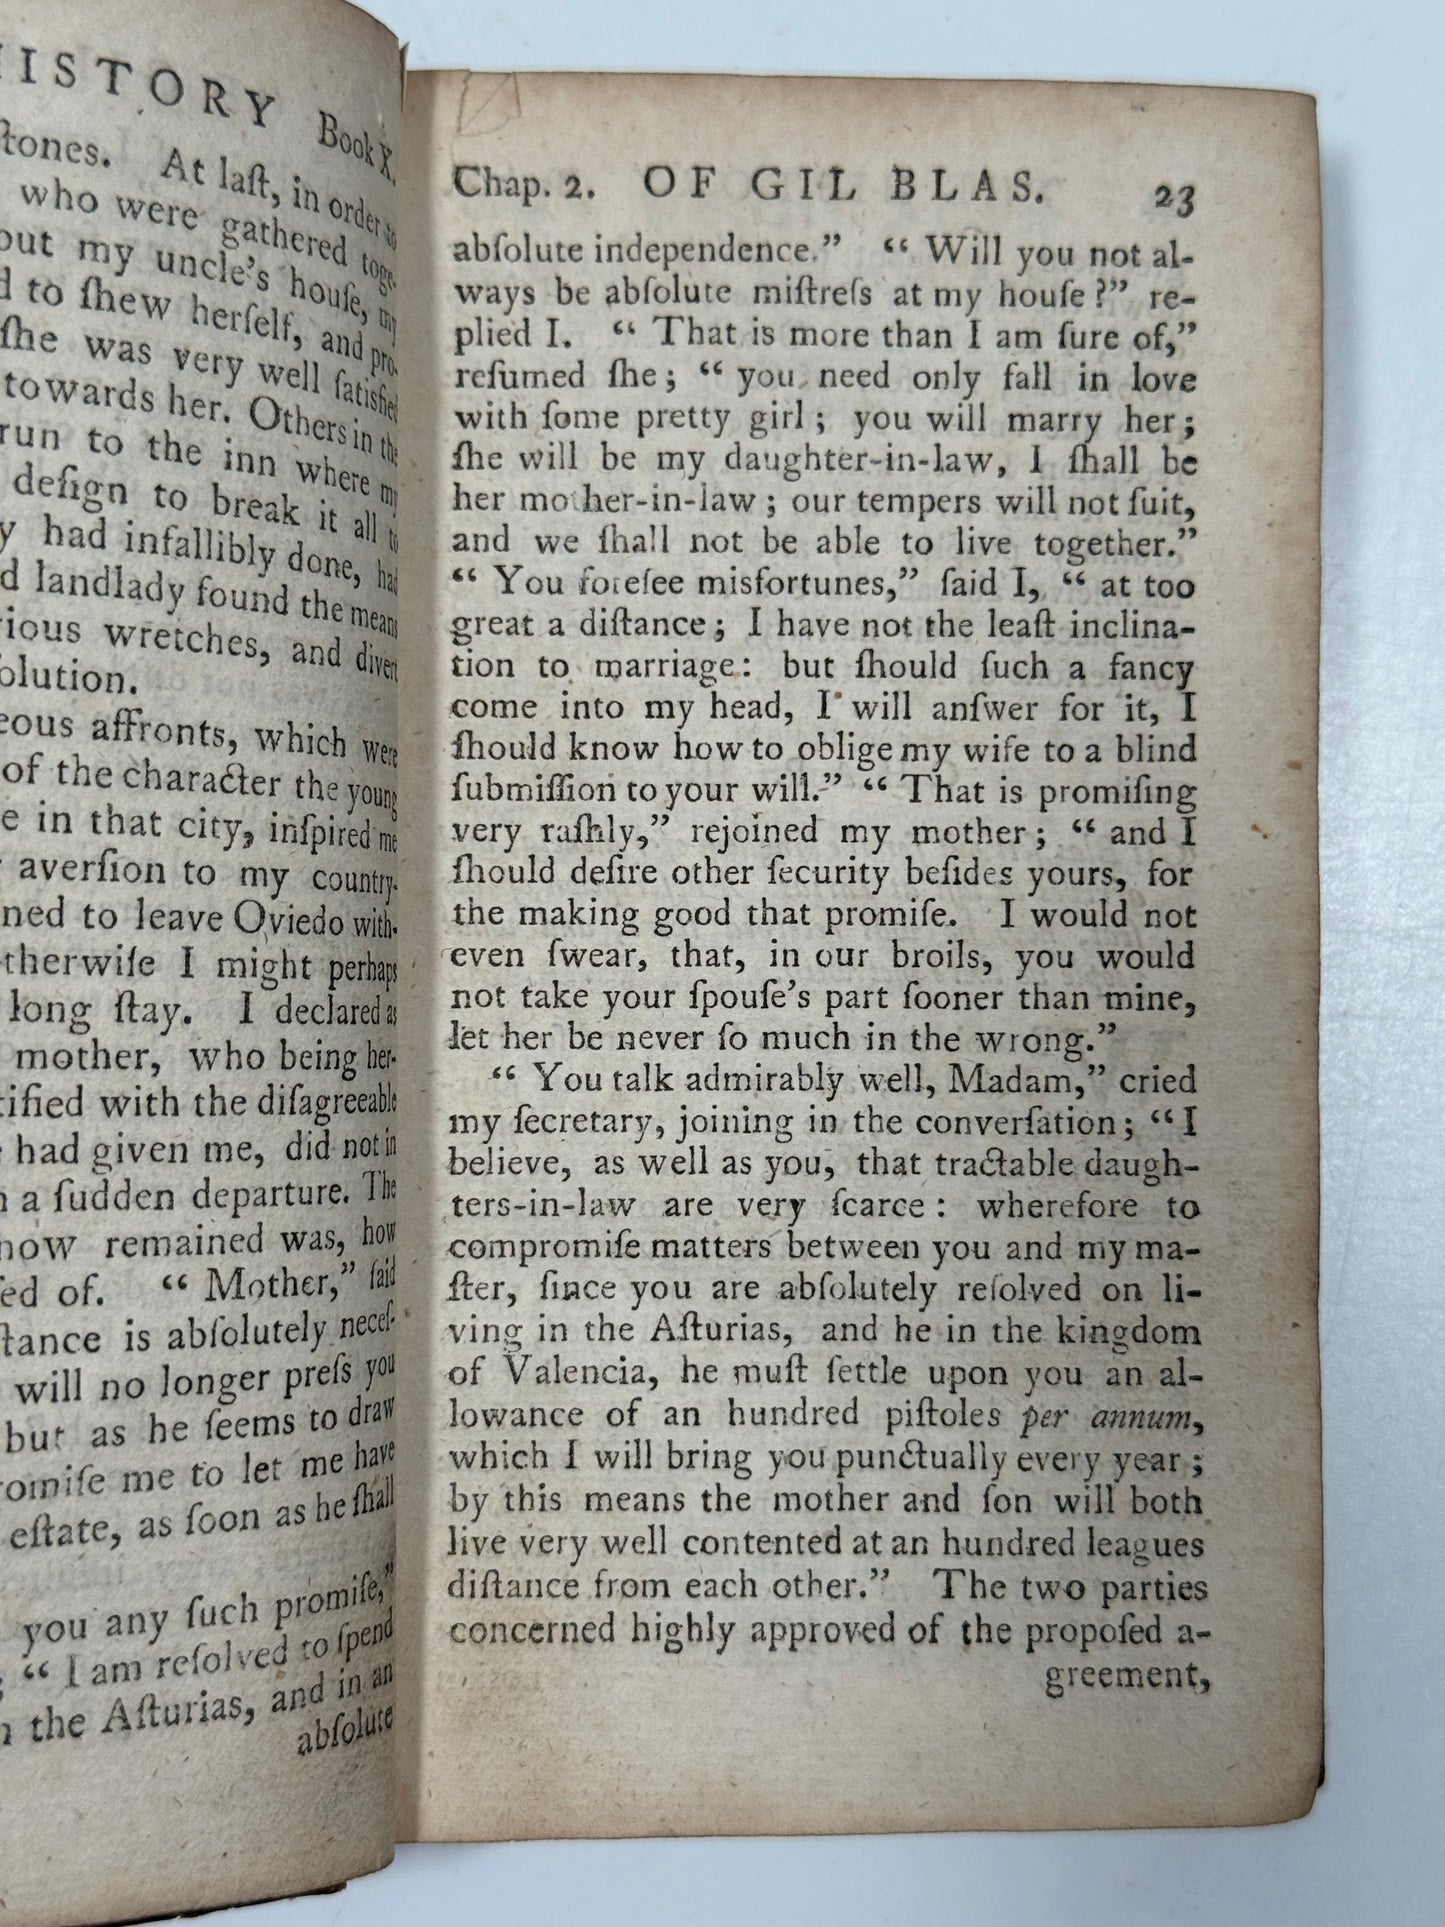 HISTORY Book X.
ſtones. At laſt, in order to
who were gathered toge-
out my uncle's houſe, my
d to ſhew herſelf, and pro-
ſhe was very well ſatisfied
towards her. Others in the
run to the inn where my
deſign to break it all to
y had infallibly done, had
d landlady found the means
rious wretches, and divert
olution.
eous affronts, which were
of the character the young
e in that city, inſpired me
averſion to my country-
ned to leave Oviedo with-
therwiſe I might perhaps
long ſtay. I declared as
mother, who being her-
tified with the diſagreeable
had given me, did not in
n a ſudden departure. The
now remained was, how
ſed of. “ Mother,” ſaid
ſtance is abſolutely neceſ-
will no longer preſs you
but as he ſeems to draw
romiſe me to let me have
eſtate, as ſoon as he ſhall
you any ſuch promiſe,”
; “ I am reſolved to ſpend
n the Aſturias, and in an
abſolute
Chap. 2. OF GIL BLAS. 23
abſolute independence.” “ Will you not al-
ways be abſolute miſtreſs at my houſe?” re-
plied I. “ That is more than I am ſure of,”
reſumed ſhe; “ you need only fall in love
with ſome pretty girl; you will marry her;
ſhe will be my daughter-in-law, I ſhall be
her mother-in-law; our tempers will not ſuit,
and we ſhall not be able to live together.”
“ You foreſee misfortunes,” ſaid I, “ at too
great a diſtance; I have not the leaſt inclina-
tion to marriage: but ſhould ſuch a fancy
come into my head, I will anſwer for it, I
ſhould know how to oblige my wife to a blind
ſubmiſſion to your will.” “ That is promiſing
very raſhly,” rejoined my mother; “ and I
ſhould deſire other ſecurity beſides yours, for
the making good that promiſe. I would not
even ſwear, that, in our broils, you would
not take your ſpouſe's part ſooner than mine,
let her be never ſo much in the wrong.”
“ You talk admirably well, Madam,” cried
my ſecretary, joining in the converſation; “ I
believe, as well as you, that tractable daugh-
ters-in-law are very ſcarce: wherefore to
compromiſe matters between you and my ma-
ſter, ſince you are abſolutely reſolved on li-
ving in the Aſturias, and he in the kingdom
of Valencia, he muſt ſettle upon you an al-
lowance of an hundred piſtoles per annum,
which I will bring you punctually every year;
by this means the mother and ſon will both
live very well contented at an hundred leagues
diſtance from each other.” The two parties
concerned highly approved of the propoſed a-
greement,